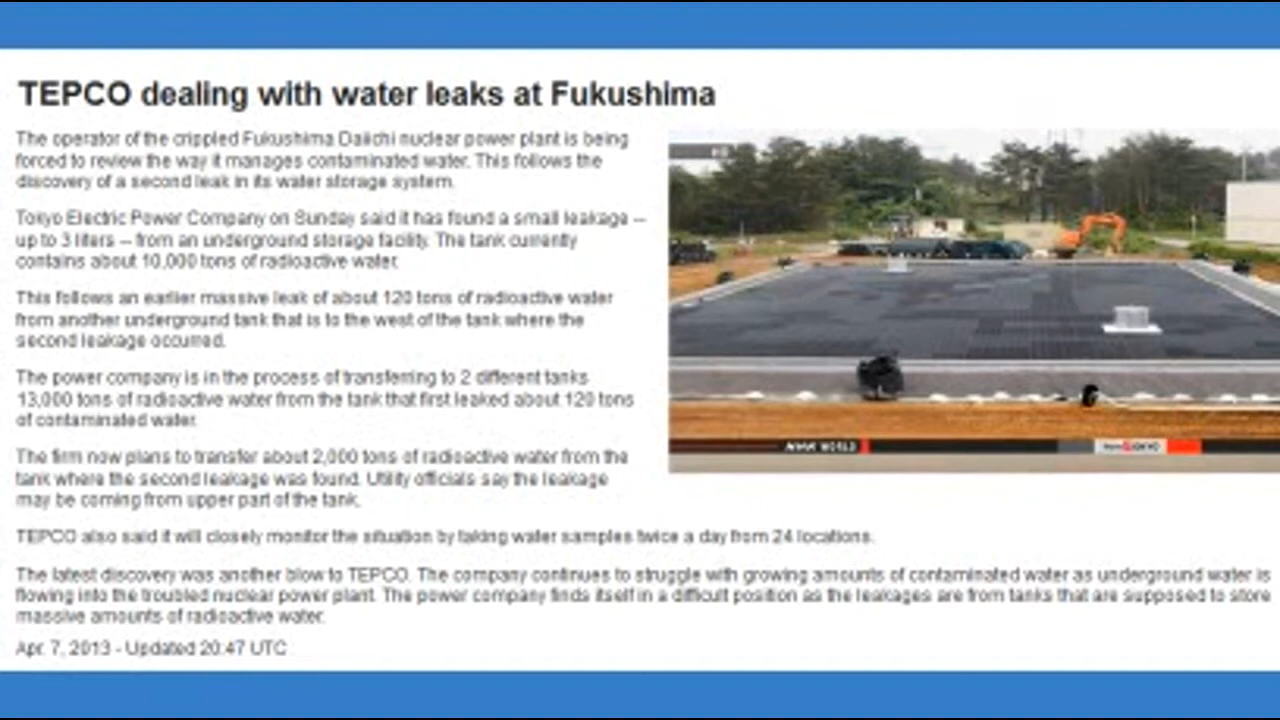 TEPCO dealing with water leaks at Fukushima
The operator of the crippled Fukushima Daiichi nuclear power plant is being
forced to review the way it manages contaminated water. This follows the
discovery of a second leak in its water storage system.
Tokyo Electric Power Company on Sunday said it has found a small leakage --
up to 3 liters -- from an underground storage facility. The tank currently
contains about 10,000 tons of radioactive water.
This follows an earlier massive leak of about 120 tons of radioactive water
from another underground tank that is to the west of the tank where the
second leakage occurred.
The power company is in the process of transferring to 2 different tanks
13,000 tons of radioactive water from the tank that first leaked about 120 tons
of contaminated water.
The firm now plans to transfer about 2,000 tons of radioactive water from the
tank where the second leakage was found. Utility officials say the leakage
may be coming from upper part of the tank.
NHK WORLD
TEPCO also said it will closely monitor the situation by taking water samples twice a day from 24 locations.
The latest discovery was another blow to TEPCO. The company continues to struggle with growing amounts of contaminated water as underground water is
flowing into the troubled nuclear power plant. The power company finds itself in a difficult position as the leakages are from tanks that are supposed to store
massive amounts of radioactive water.
Apr. 7, 2013 - Updated 20:47 UTC